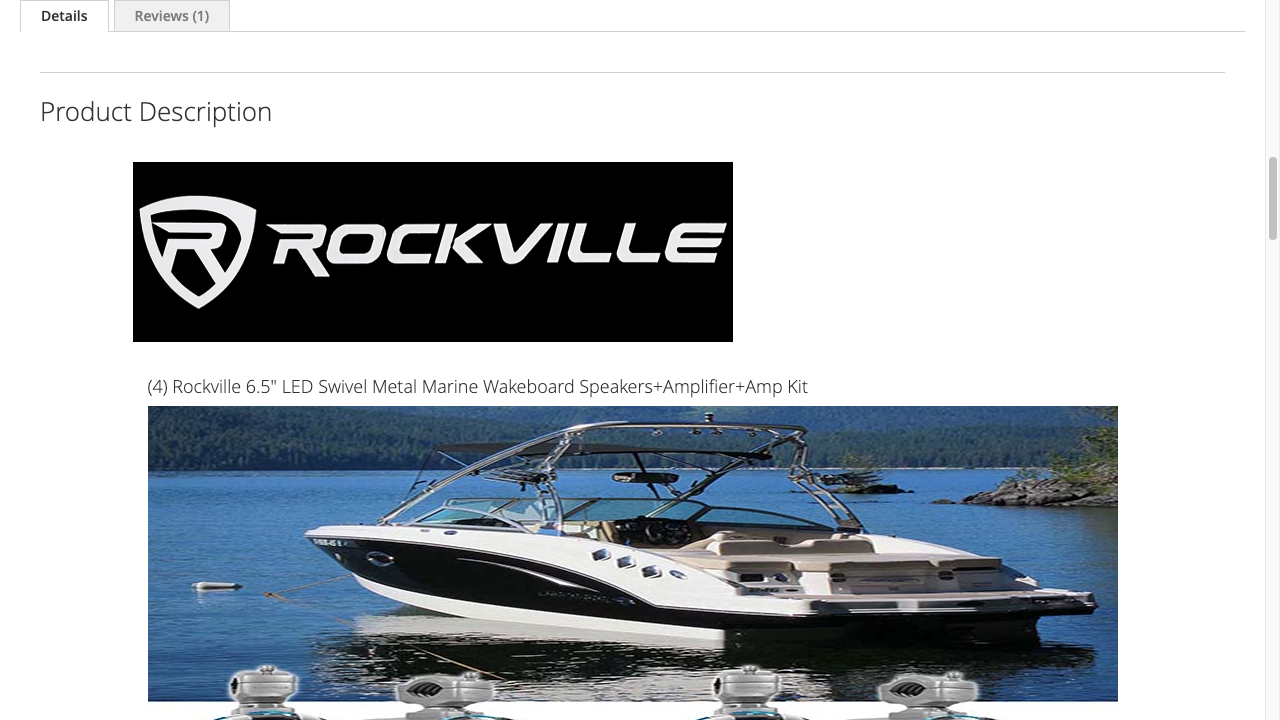 Details
Reviews (1)
Product Description
ROCKVILLE
(4) Rockville 6.5" LED Swivel Metal Marine Wakeboard Speakers+Amplifier+Amp Kit